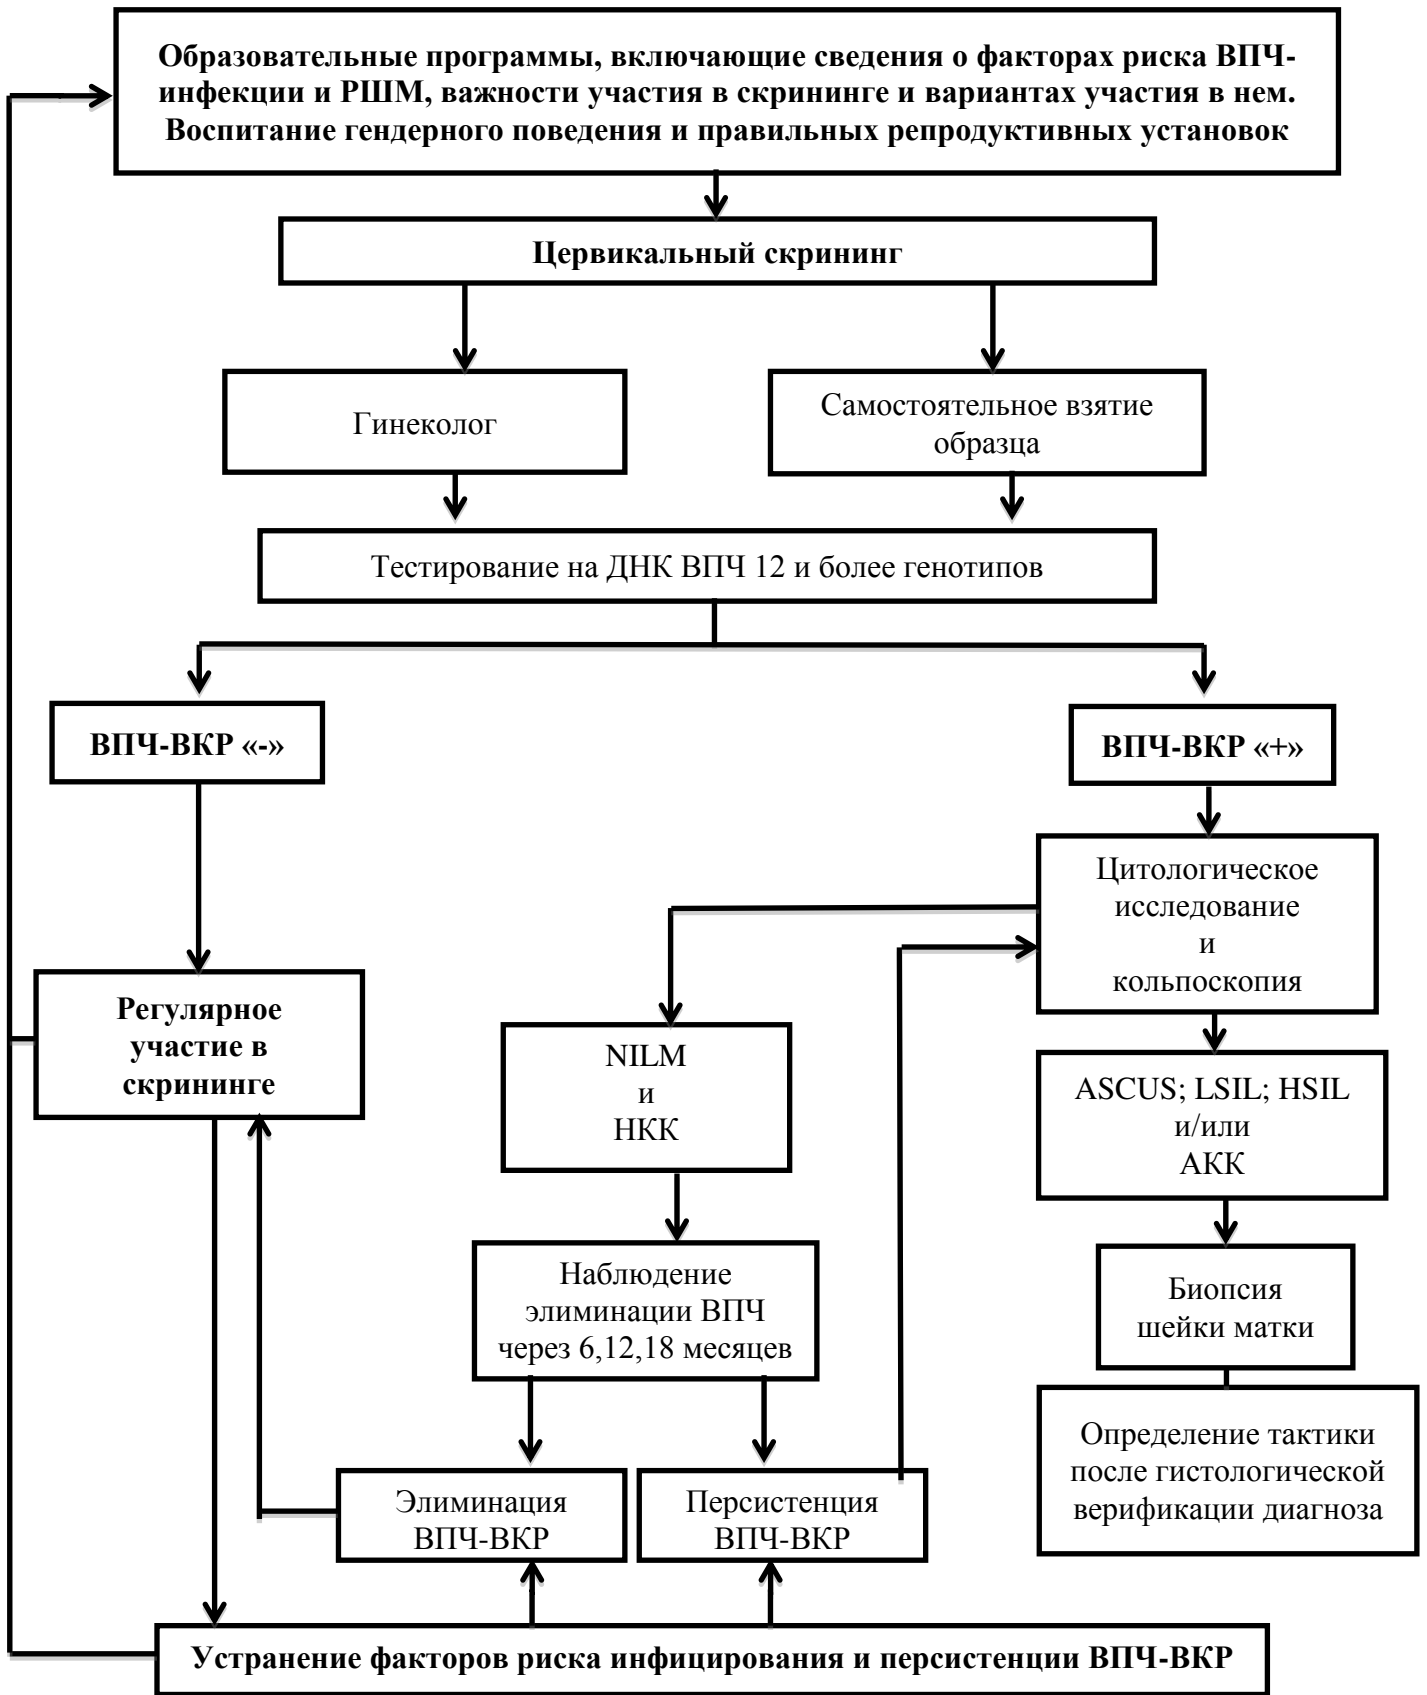 Образовательные программы, включающие сведения о факторах риска ВПЧ-
инфекции и РШМ, важности участия в скрининге и вариантах участия в нем.
Воспитание гендерного поведения и правильных репродуктивных установок
Цервикальный скрининг
Гинеколог
Самостоятельное взятие
образца
Тестирование на ДНК ВПЧ 12 и более генотипов
ВПЧ-ВКР «-»
ВПЧ-ВКР «+»
Цитологическое
исследование
и
кольпоскопия
Регулярное
участие в
скрининге
NILM
и
НКК
ASCUS; LSIL; HSIL
и/или
АКК
Наблюдение
элиминации ВПЧ
через 6,12,18 месяцев
Биопсия
шейки матки
Определение тактики
после гистологической
верификации диагноза
Элиминация
ВПЧ-ВКР
Персистенция
ВПЧ-ВКР
Устранение факторов риска инфицирования и персистенции ВПЧ-ВКР